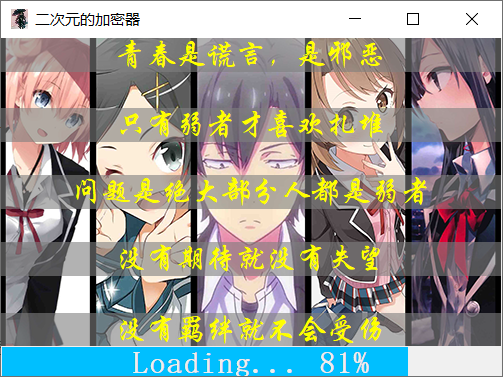 二次元的加密器
青春是谎言，是邪恶
只有弱者才喜欢扎堆
问题是绝大部分人都是弱者
没有期待就没有失望
没有羁绊就不会受伤
Loading... 81%